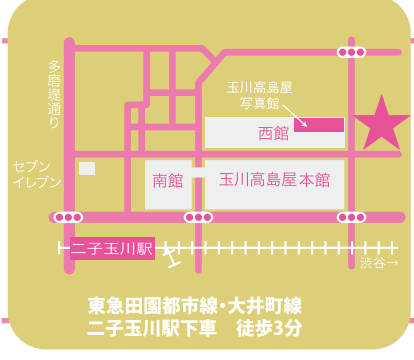 多摩堤通り
玉川高島屋
写真館
西館
セブン
イレブン
南館
玉川高島屋本館
二子玉川駅
渋谷→
東急田園都市線・大井町線
二子玉川駅下車　徒歩3分